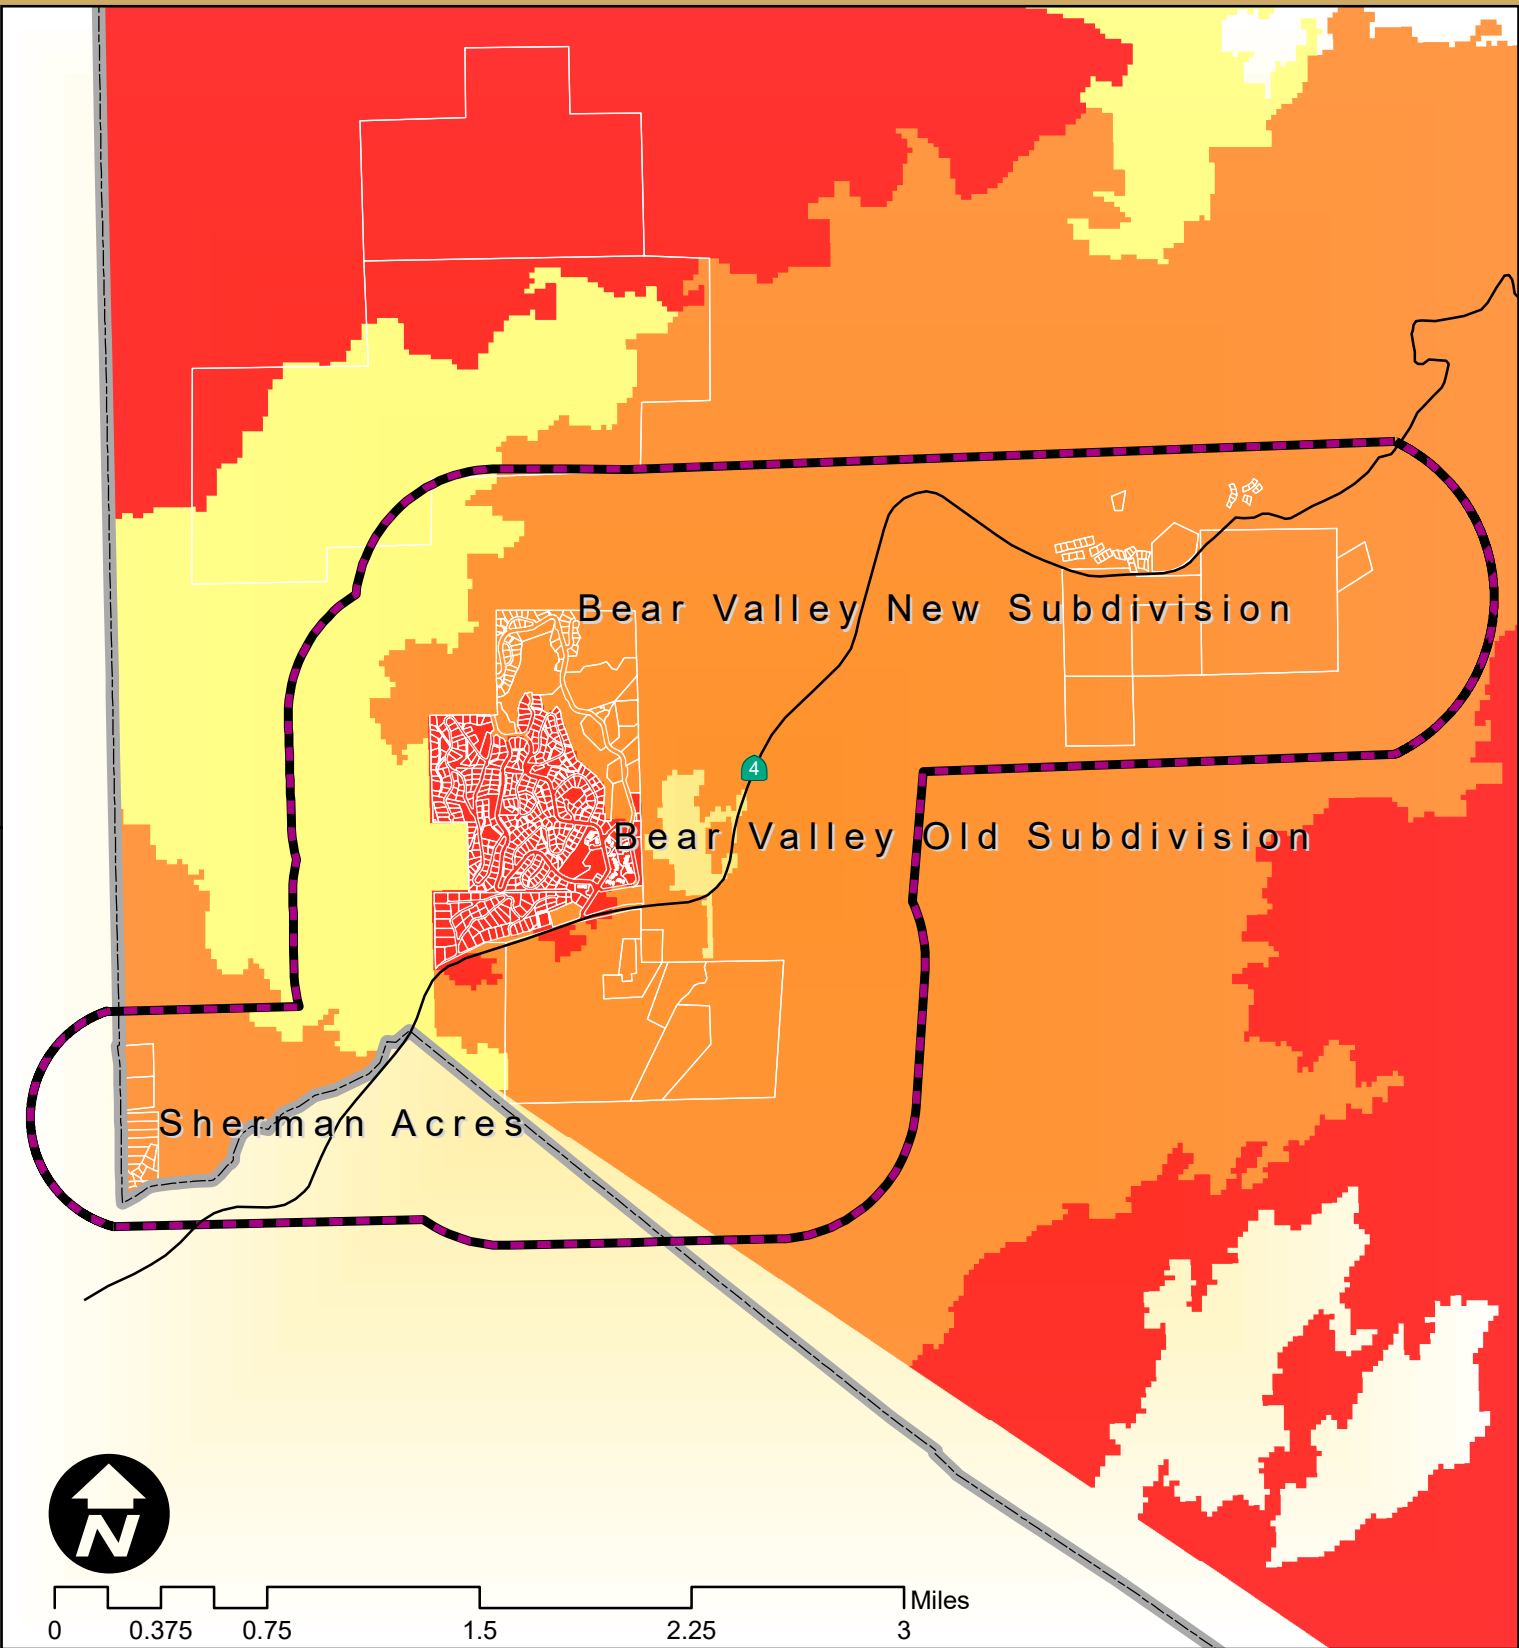 Bear Valley New Subdivision
4
Bear Valley Old Subdivision
Sherman Acres
N
Miles
0 0.375 0.75 1.5 2.25 3